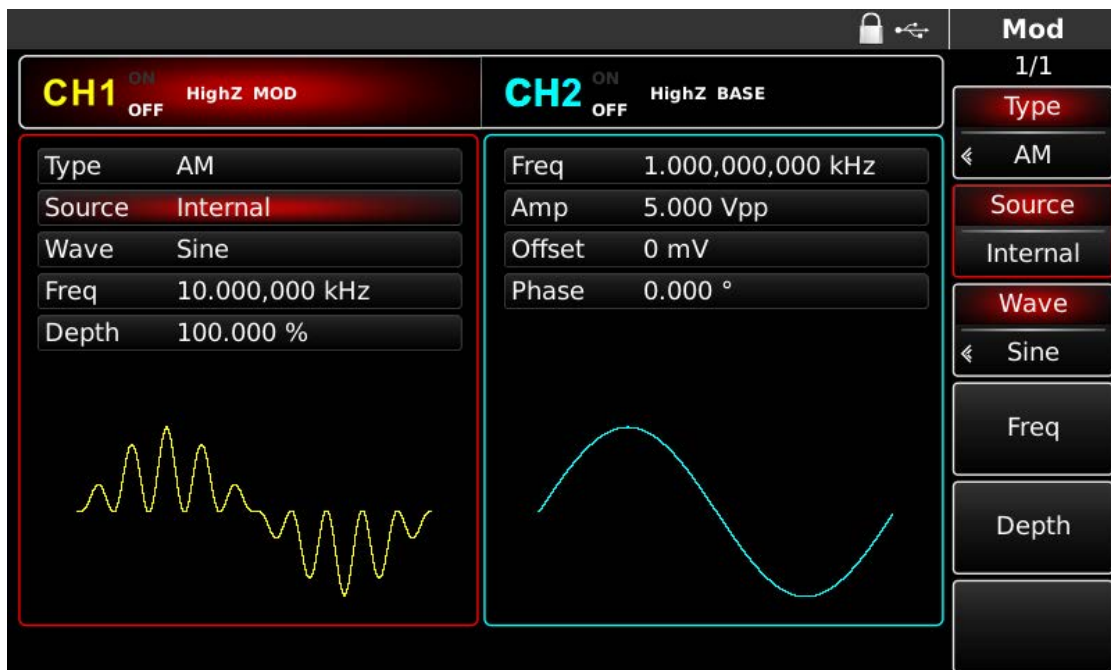 Mod
1/1
CH1 ON OFF HighZ MOD
CH2 ON OFF HighZ BASE
Type AM
Source Internal
Wave Sine
Freq 10.000,000 kHz
Depth 100.000 %
Freq 1.000,000,000 kHz
Amp 5.000 Vpp
Offset 0 mV
Phase 0.000 °
Type
AM
Source
Internal
Wave
Sine
Freq
Depth